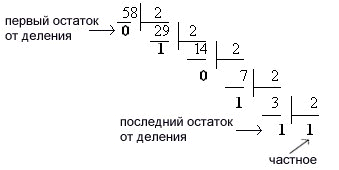 58 2
первый остаток
от деления
0 29 2
1 14 2
0 7 2
1 3 2
последний остаток
от деления
1 1
частное